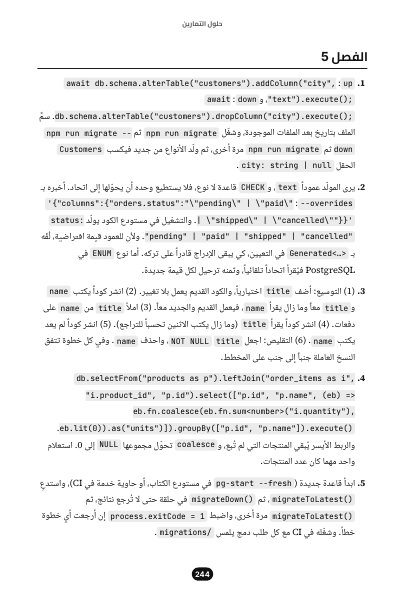 حلول التمارين
الفصل 5
1. up: await db.schema.alterTable("customers").addColumn("city",
"text").execute();، و down: await
db.schema.alterTable("customers").dropColumn("city").execute();. سمّ
الملف بتاريخ بعد الملفات الموجودة، وشغّل npm run migrate ثم npm run migrate --
down ثم npm run migrate مرة أخرى، ثم ولّد الأنواع من جديد فيكسب Customers
الحقل city: string | null.
2. يرى المولّد عموداً text، و CHECK قاعدة لا نوع، فلا يستطيع وحده أن يحوّلها إلى اتحاد. أخبره بـ
--overrides: '{"columns":{"orders.status":"\"pending\" | \"paid\"
| \"shipped\" | \"cancelled\""}}'. والتشغيل في مستودع الكود يولّد status:
"pending" | "paid" | "shipped" | "cancelled". ولأن للعمود قيمة افتراضية، لُفّه
بـ Generated<…> في التعيين، كي يبقى الإدراج قادراً على تركه. أما نوع ENUM في
PostgreSQL فيُقرأ اتحاداً تلقائياً، وثمنه ترحيل لكل قيمة جديدة.
3. (1) التوسيع: أضف title اختيارياً، والكود القديم يعمل بلا تغيير. (2) انشر كوداً يكتب name
و title معاً وما زال يقرأ name، فيعمل القديم والجديد معاً. (3) املأ title من name على
دفعات. (4) انشر كوداً يقرأ title (وما زال يكتب الاثنين تحسباً للتراجع). (5) انشر كوداً لم يعد
يكتب name. (6) التقليص: اجعل title NOT NULL، واحذف name. وفي كل خطوة تتفق
النسخ العاملة جنباً إلى جنب على المخطط.
4. db.selectFrom("products as p").leftJoin("order_items as i",
"i.product_id", "p.id").select(["p.id", "p.name", (eb) =>
eb.fn.coalesce(eb.fn.sum<number>("i.quantity"),
eb.lit(0)).as("units")]).groupBy(["p.id", "p.name"]).execute().
والربط الأيسر يُبقي المنتجات التي لم تُبع، و coalesce تحوّل مجموعها NULL إلى 0. استعلام
واحد مهما كان عدد المنتجات.
5. ابدأ قاعدة جديدة (pg-start --fresh في مستودع الكتاب، أو حاوية خدمة في CI)، واستدعِ
migrateToLatest()، ثم migrateDown() في حلقة حتى لا تُرجع نتائج، ثم
migrateToLatest() مرة أخرى، واضبط process.exitCode = 1 إن أرجعت أي خطوة
خطأ. وشغّله في CI مع كل طلب دمج يلمس migrations/.
244